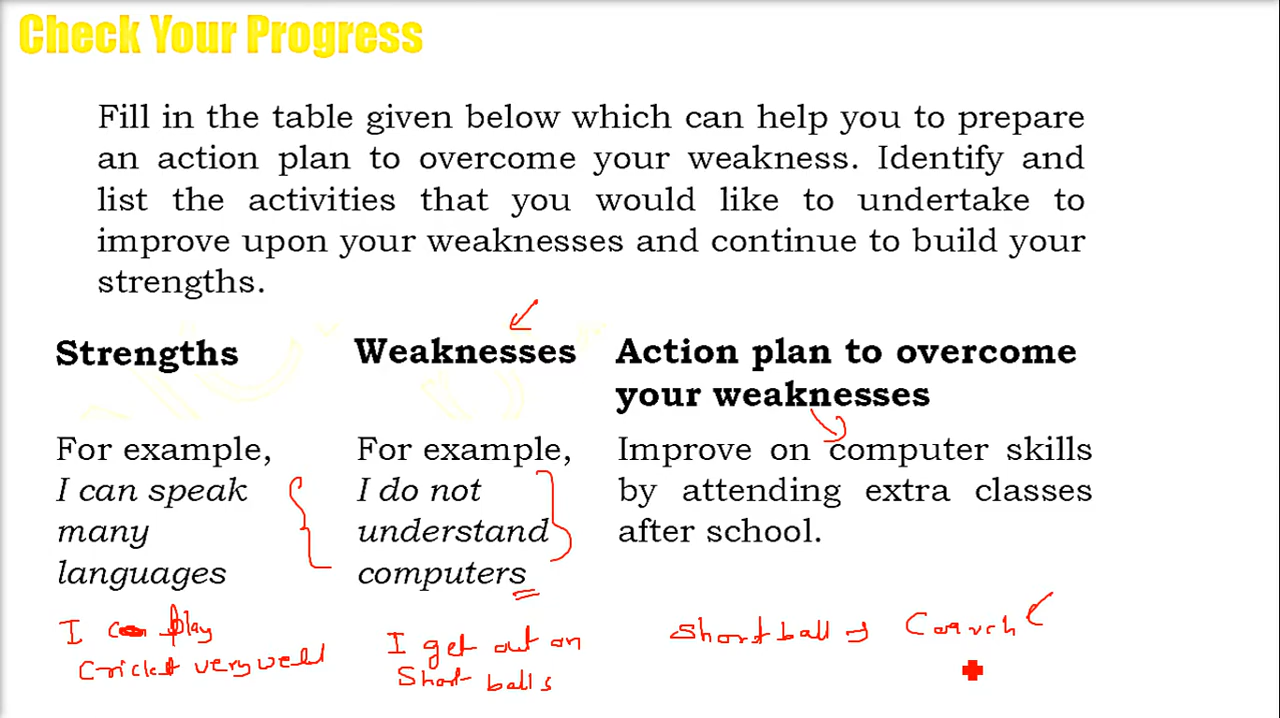 Check Your Progress
Fill in the table given below which can help you to prepare
an action plan to overcome your weakness. Identify and
list the activities that you would like to undertake to
improve upon your weaknesses and continue to build your
strengths.
Strengths
For example,
I can speak
many
languages
I can play
Cricket very well
Weaknesses
For example,
I do not
understand
computers
I get out on
Short balls
Action plan to overcome
your weaknesses
Improve on computer skills
by attending extra classes
after school.
Short ball